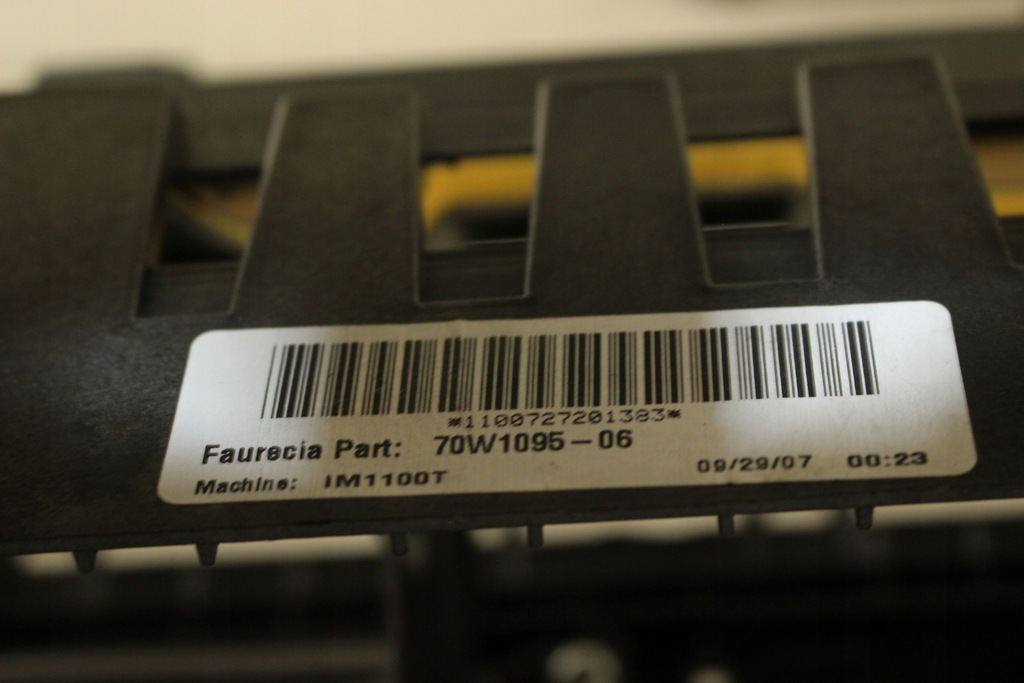 *1100727201383*
Faurecia Part: 70W1095-06
Machine: IM1100T 09/29/07 00:23